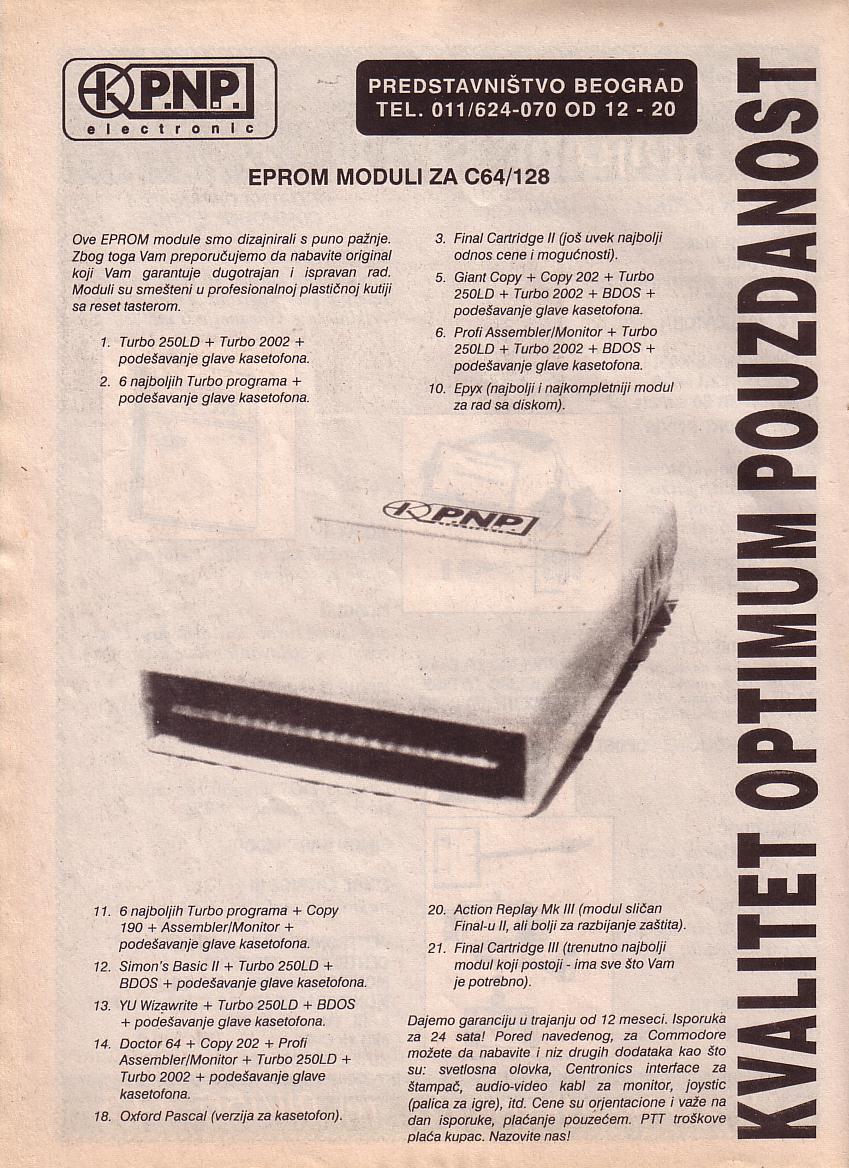 P.N.P.
electronic
PREDSTAVNIŠTVO BEOGRAD
TEL. 011/624-070 OD 12 - 20
EPROM MODULI ZA C64/128
Ove EPROM module smo dizajnirali s puno pažnje.
Zbog toga Vam preporučujemo da nabavite original
koji Vam garantuje dugotrajan i ispravan rad.
Moduli su smešteni u profesionalnoj plastičnoj kutiji
sa reset tasterom.
1. Turbo 250LD + Turbo 2002 +
podešavanje glave kasetofona.
2. 6 najboljih Turbo programa +
podešavanje glave kasetofona.
3. Final Cartridge II (još uvek najbolji
odnos cene i mogućnosti).
5. Giant Copy + Copy 202 + Turbo
250LD + Turbo 2002 + BDOS +
podešavanje glave kasetofona.
6. Profi Assembler/Monitor + Turbo
250LD + Turbo 2002 + BDOS +
podešavanje glave kasetofona.
10. Epyx (najbolji i najkompletniji modul
za rad sa diskom).
P.N.P.
11. 6 najboljih Turbo programa + Copy
190 + Assembler/Monitor +
podešavanje glave kasetofona.
12. Simon's Basic II + Turbo 250LD +
BDOS + podešavanje glave kasetofona.
13. YU Wizawrite + Turbo 250LD + BDOS
+ podešavanje glave kasetofona.
14. Doctor 64 + Copy 202 + Profi
Assembler/Monitor + Turbo 250LD +
Turbo 2002 + podešavanje glave
kasetofona.
18. Oxford Pascal (verzija za kasetofon).
20. Action Replay Mk III (modul sličan
Final-u II, ali bolji za razbijanje zaštita).
21. Final Cartridge III (trenutno najbolji
modul koji postoji - ima sve što Vam
je potrebno).
Dajemo garanciju u trajanju od 12 meseci. Isporuka
za 24 sata! Pored navedenog, za Commodore
možete da nabavite i niz drugih dodataka kao što
su: svetlosna olovka, Centronics interface za
štampač, audio-video kabl za monitor, joystic
(palica za igre), itd. Cene su orjentacione i važe na
dan isporuke, plaćanje pouzećem. PTT troškove
plaća kupac. Nazovite nas!
KVALITET OPTIMUM POUZDANOST